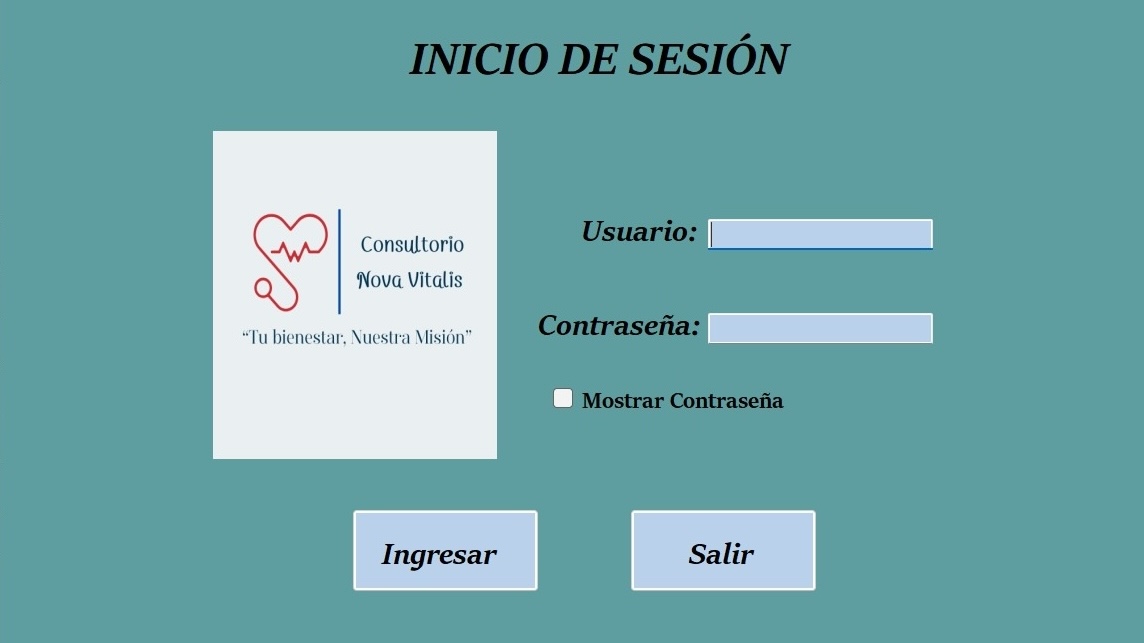 INICIO DE SESIÓN
Consultorio
Nova Vitalis
“Tu bienestar, Nuestra Misión”
Usuario:
Contraseña:
Mostrar Contraseña
Ingresar
Salir